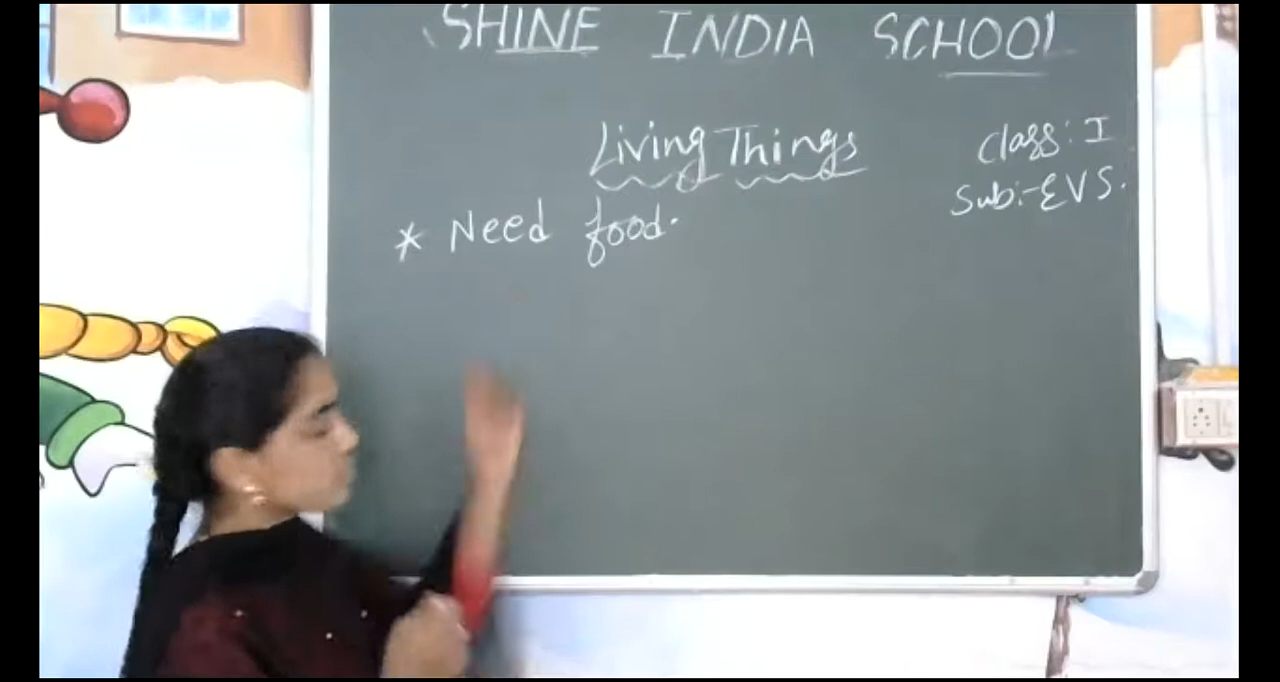 SHINE INDIA SCHOOL
Living Things
Class: I
Sub:- EVS.
* Need food.